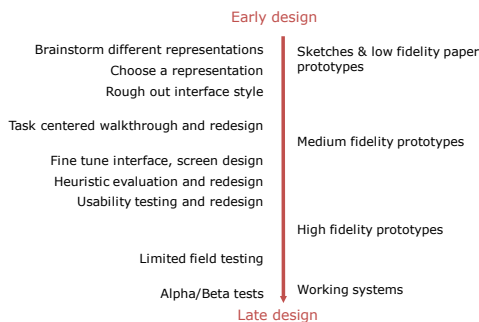 Early design
Brainstorm different representations
Choose a representation
Rough out interface style
Task centered walkthrough and redesign
Fine tune interface, screen design
Heuristic evaluation and redesign
Usability testing and redesign
Limited field testing
Alpha/Beta tests
Sketches & low fidelity paper
prototypes
Medium fidelity prototypes
High fidelity prototypes
Working systems
Late design